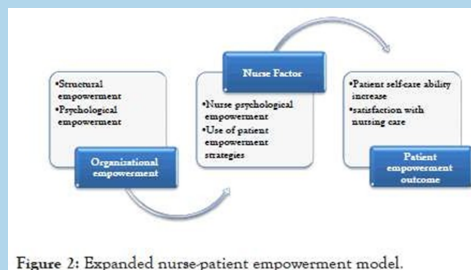 •Structural
empowerment
•Psychological
empowerment
Organizational
empowerment
Nurse Factor
•Nurse psychological
empowerment
•Use of patient
empowerment
strategies
•Patient self-care ability
increase
•satisfaction with
nursing care
Patient
empowerment
outcome
Figure 2: Expanded nurse-patient empowerment model.